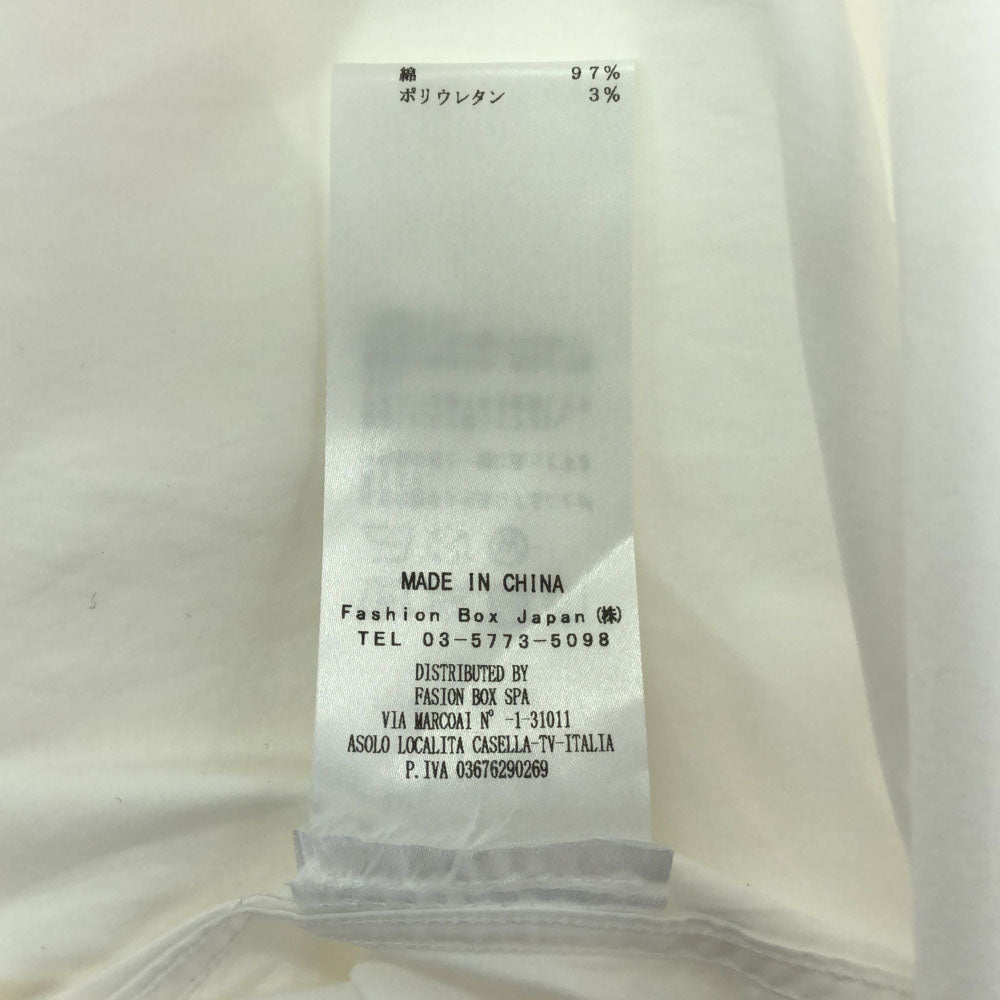 綿 97%
ポリウレタン 3%
MADE IN CHINA
Fashion Box Japan(株)
TEL 03-5773-5098
DISTRIBUTED BY
FASION BOX SPA
VIA MARCOAI N° -1-31011
ASOLO LOCALITA CASELLA-TV-ITALIA
P.IVA 03676290269